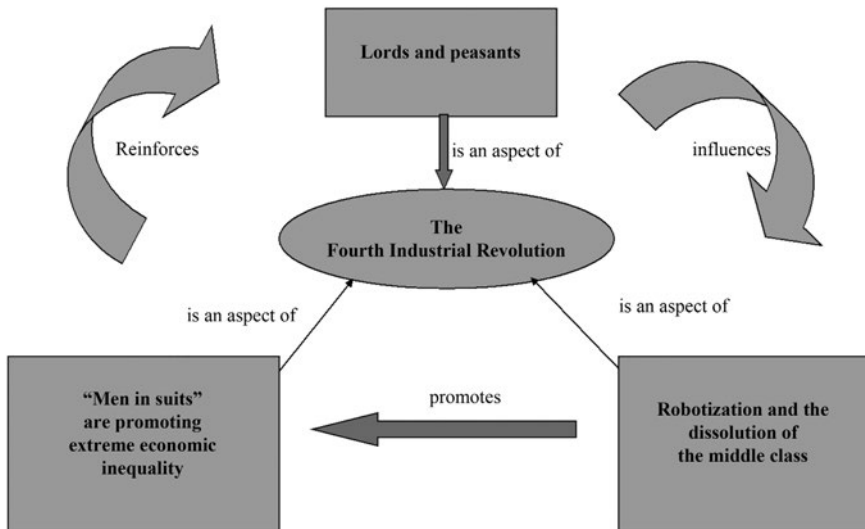 Lords and peasants
Reinforces
is an aspect of
influences
The
Fourth Industrial Revolution
is an aspect of
is an aspect of
“Men in suits”
are promoting
extreme economic
inequality
promotes
Robotization and the
dissolution of
the middle class